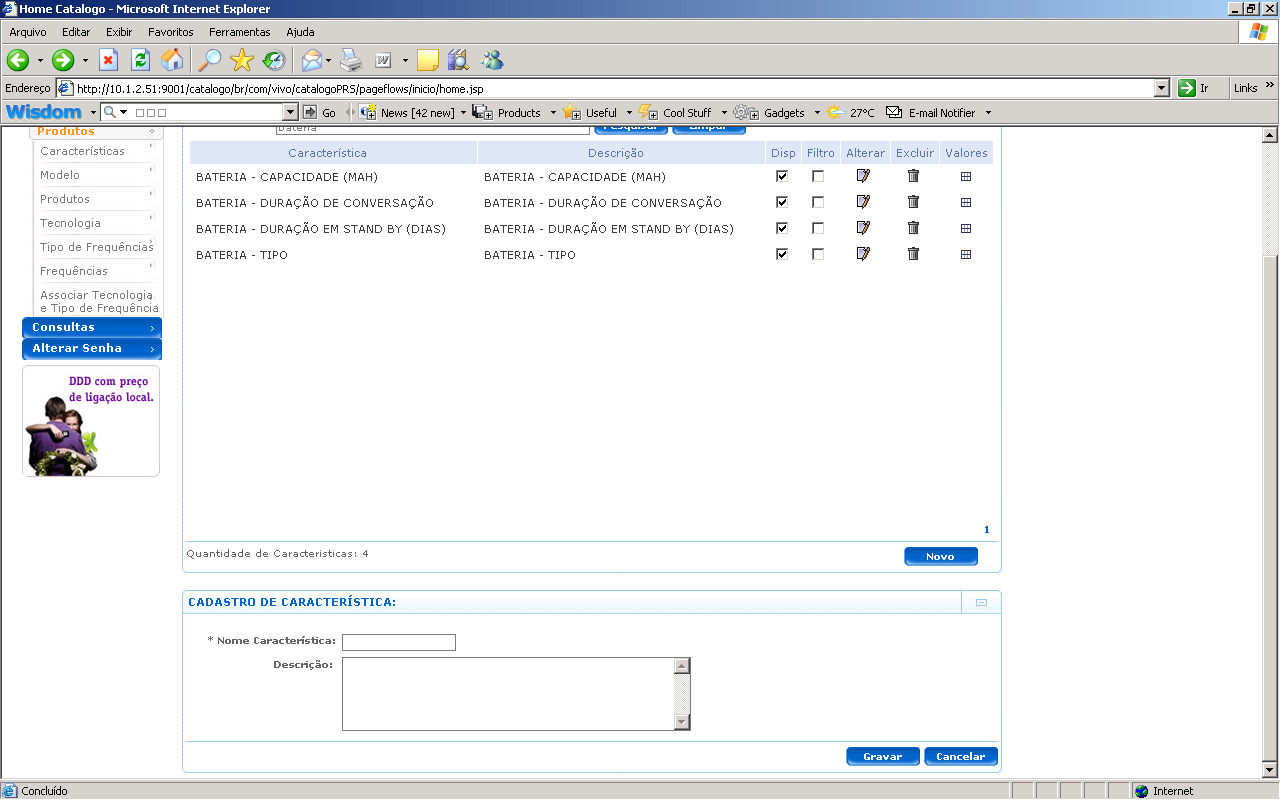 Home Catalogo - Microsoft Internet Explorer
Arquivo Editar Exibir Favoritos Ferramentas Ajuda
Endereço http://10.1.2.51:9001/catalogo/br/com/vivo/catalogoPRS/pageflows/inicio/home.jsp Ir Links »
Wisdom Go News [42 new] Products Useful Cool Stuff Gadgets 27°C E-mail Notifier
Produtos
Características
Modelo
Produtos
Tecnologia
Tipo de Frequências
Frequências
Associar Tecnologia
e Tipo de Frequência
Consultas
Alterar Senha
DDD com preço
de ligação local.
bateria Pesquisar Limpar
Característica Descrição Disp Filtro Alterar Excluir Valores
BATERIA - CAPACIDADE (MAH) BATERIA - CAPACIDADE (MAH)
BATERIA - DURAÇÃO DE CONVERSAÇÃO BATERIA - DURAÇÃO DE CONVERSAÇÃO
BATERIA - DURAÇÃO EM STAND BY (DIAS) BATERIA - DURAÇÃO EM STAND BY (DIAS)
BATERIA - TIPO BATERIA - TIPO
1
Quantidade de Caracteristicas: 4 Novo
CADASTRO DE CARACTERÍSTICA:
* Nome Característica:
Descrição:
Gravar Cancelar
Concluído Internet